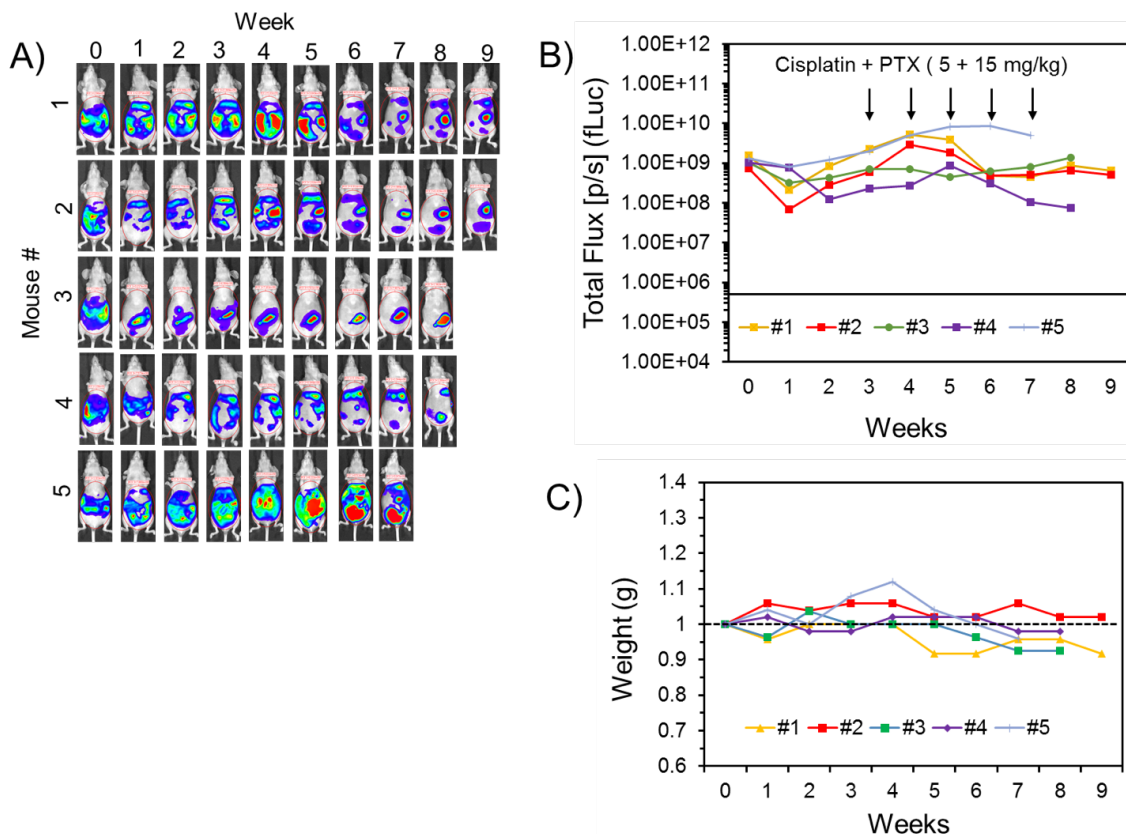 A)
Week
0 1 2 3 4 5 6 7 8 9
Mouse #
1
2
3
4
5
B)
Total Flux [p/s] (fLuc)
1.00E+12
1.00E+11
1.00E+10
1.00E+09
1.00E+08
1.00E+07
1.00E+06
1.00E+05
1.00E+04
Cisplatin + PTX ( 5 + 15 mg/kg)
#1 #2 #3 #4 #5
0 1 2 3 4 5 6 7 8 9
Weeks
C)
Weight (g)
1.4
1.3
1.2
1.1
1
0.9
0.8
0.7
0.6
#1 #2 #3 #4 #5
0 1 2 3 4 5 6 7 8 9
Weeks